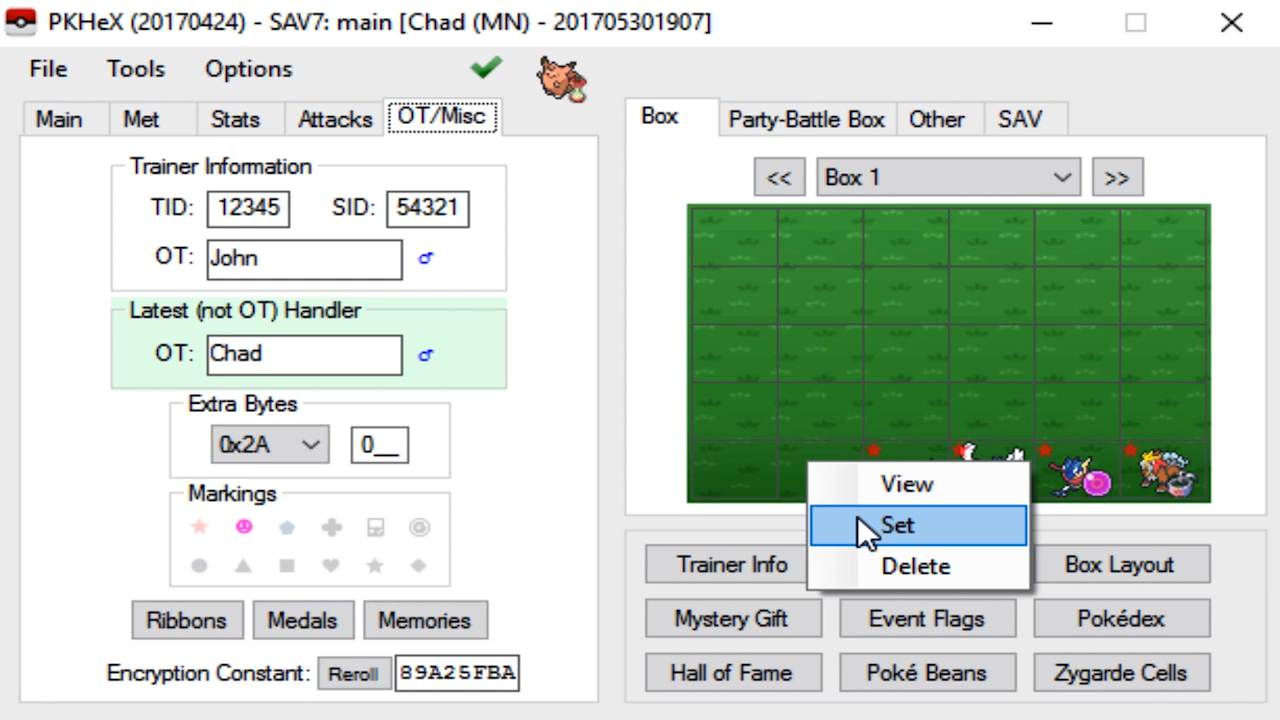 PKHeX (20170424) - SAV7: main [Chad (MN) - 201705301907]
File Tools Options
Main Met Stats Attacks OT/Misc
Trainer Information
TID: 12345 SID: 54321
OT: John ♂
Latest (not OT) Handler
OT: Chad ♂
Extra Bytes
0x2A 0__
Markings
Ribbons Medals Memories
Encryption Constant: Reroll 89A25FBA
Box Party-Battle Box Other SAV
<< Box 1 >>
View
Set
Delete
Trainer Info Box Layout
Mystery Gift Event Flags Pokédex
Hall of Fame Poké Beans Zygarde Cells